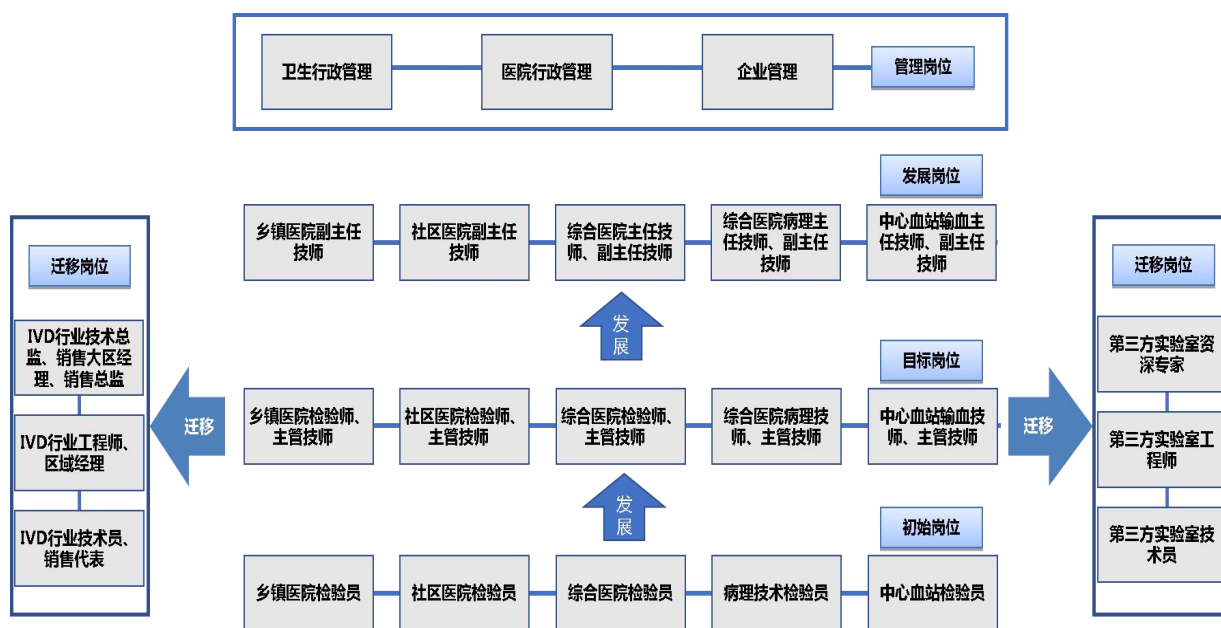 卫生行政管理
医院行政管理
企业管理
管理岗位
发展岗位
乡镇医院副主任
技师
社区医院副主任
技师
综合医院主任技
师、副主任技师
综合医院病理主
任技师、副主任
技师
中心血站输血主
任技师、副主任
技师
迁移岗位
IVD行业技术总
监、销售大区经
理、销售总监
IVD行业工程师、
区域经理
IVD行业技术员、
销售代表
迁移
发
展
目标岗位
乡镇医院检验师、
主管技师
社区医院检验师、
主管技师
综合医院检验师、
主管技师
综合医院病理技
师、主管技师
中心血站输血技
师、主管技师
发
展
初始岗位
乡镇医院检验员
社区医院检验员
综合医院检验员
病理技术检验员
中心血站检验员
迁移
迁移岗位
第三方实验室资
深专家
第三方实验室工
程师
第三方实验室技
术员